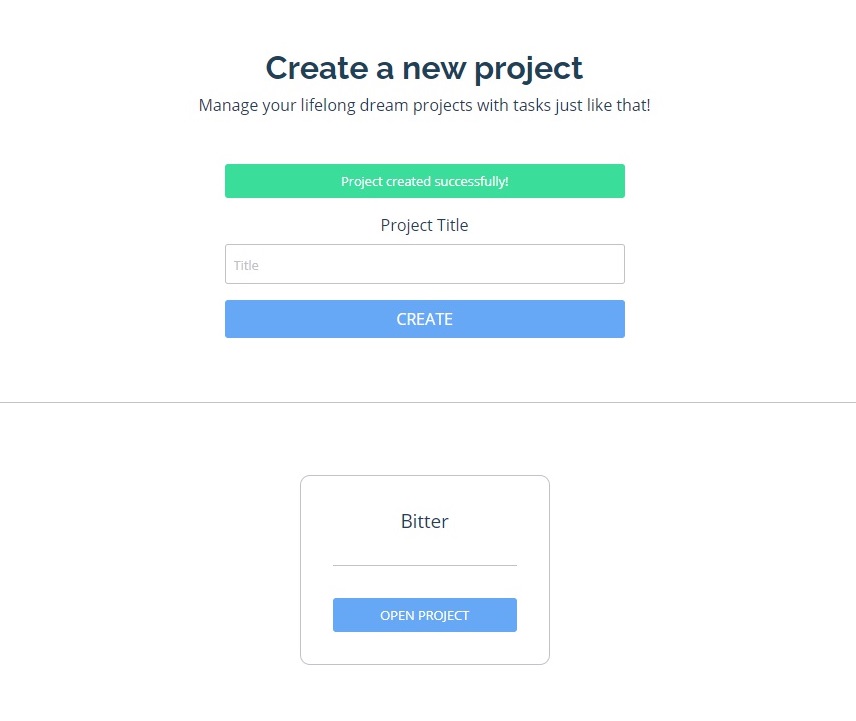 Create a new project
Manage your lifelong dream projects with tasks just like that!
Project created successfully!
Project Title
Title
CREATE
Bitter
OPEN PROJECT